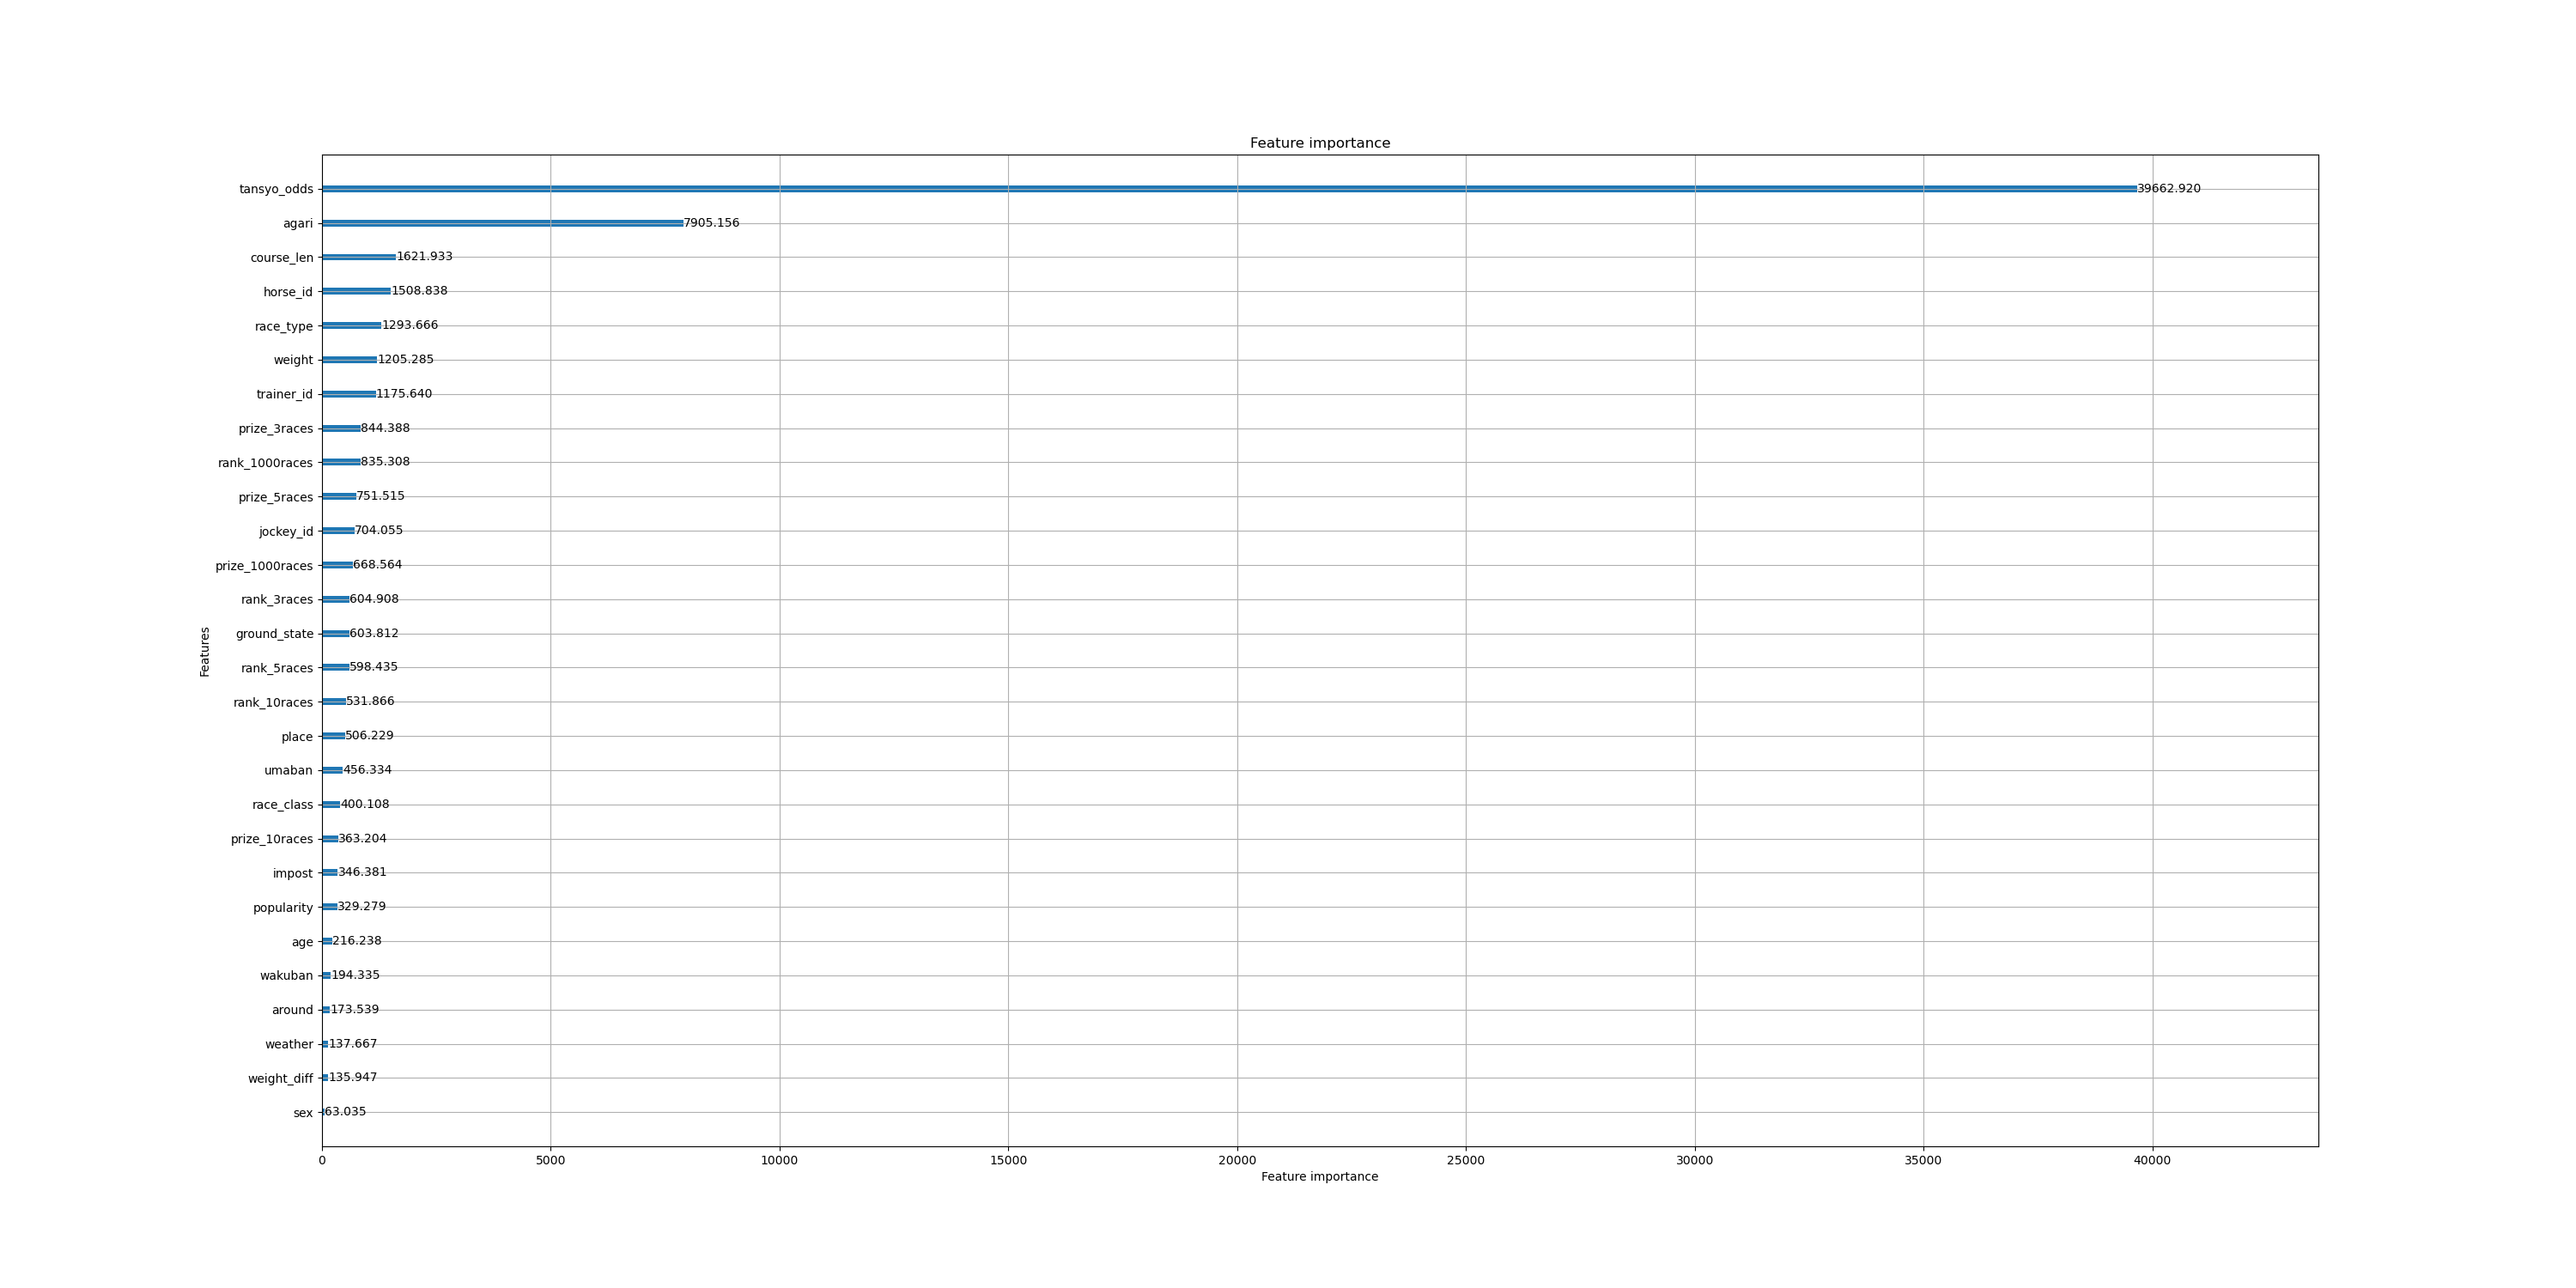 Feature importance
tansyo_odds 39662.920
agari 7905.156
course_len 1621.933
horse_id 1508.838
race_type 1293.666
weight 1205.285
trainer_id 1175.640
prize_3races 844.388
rank_1000races 835.308
prize_5races 751.515
jockey_id 704.055
prize_1000races 668.564
rank_3races 604.908
ground_state 603.812
rank_5races 598.435
rank_10races 531.866
place 506.229
umaban 456.334
race_class 400.108
prize_10races 363.204
impost 346.381
popularity 329.279
age 216.238
wakuban 194.335
around 173.539
weather 137.667
weight_diff 135.947
sex 63.035
Features
0 5000 10000 15000 20000 25000 30000 35000 40000
Feature importance